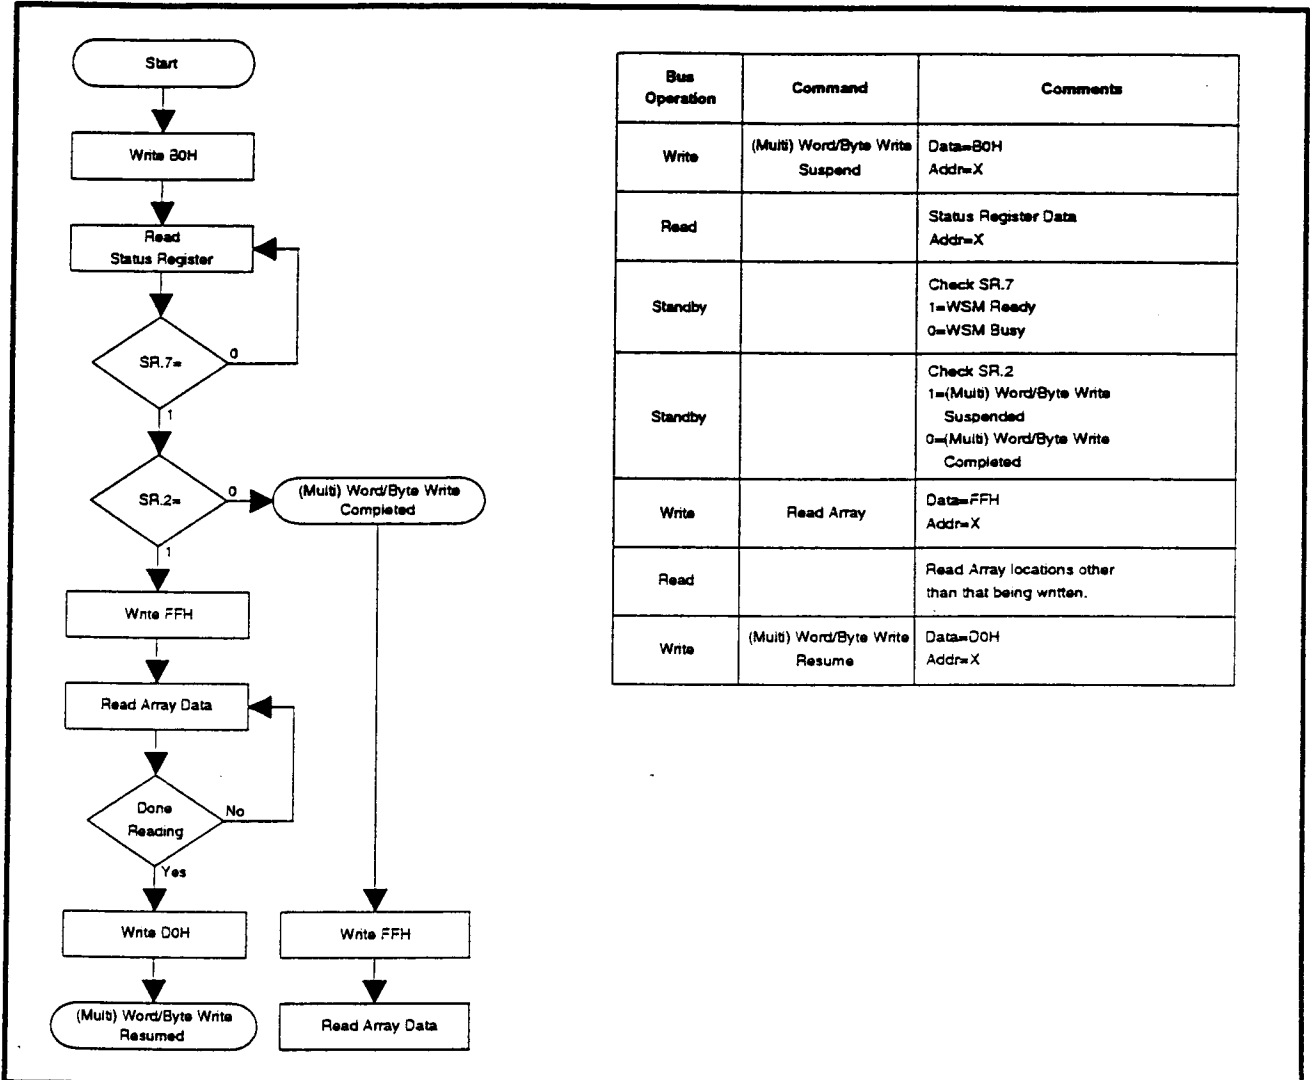 Start
Write B0H
Read
Status Register
SR.7=
0
1
SR.2=
0
(Multi) Word/Byte Write
Completed
1
Write FFH
Read Array Data
Done
Reading
No
Yes
Write D0H
Write FFH
(Multi) Word/Byte Write
Resumed
Read Array Data
Bus
Operation
Command
Comments
Write
(Multi) Word/Byte Write
Suspend
Data=B0H
Addr=X
Read
Status Register Data
Addr=X
Standby
Check SR.7
1=WSM Ready
0=WSM Busy
Standby
Check SR.2
1=(Multi) Word/Byte Write
Suspended
0=(Multi) Word/Byte Write
Completed
Write
Read Array
Data=FFH
Addr=X
Read
Read Array locations other
than that being written.
Write
(Multi) Word/Byte Write
Resume
Data=D0H
Addr=X